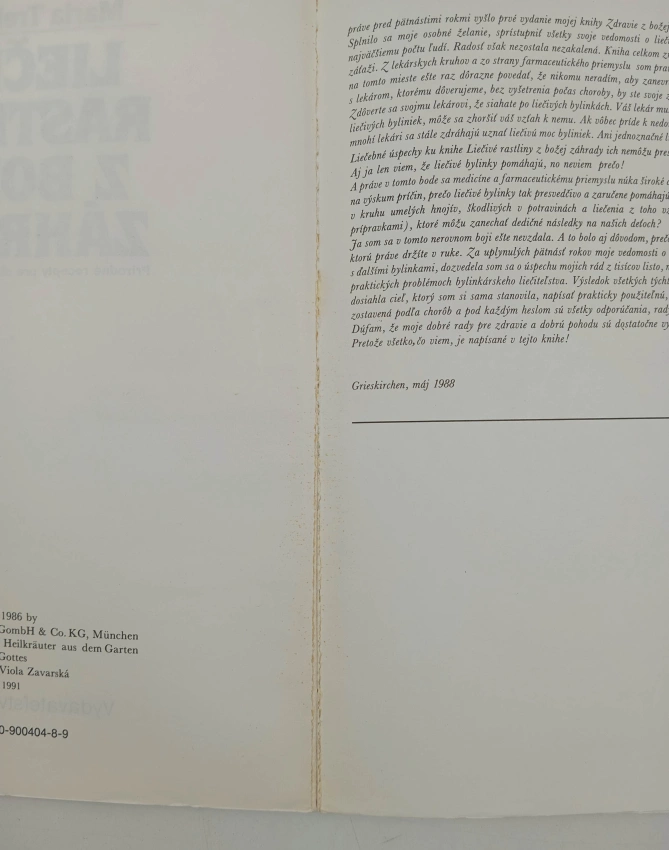 Maria
1986 by
GombH & Co. KG, München
Heilkräuter aus dem Garten
Gottes
Viola Zavarská
1991
0-900404-8-9
práve pred pätnástimi rokmi vyšlo prvé vydanie mojej knihy Zdravie z božej
Splnilo sa moje osobné želanie, sprístupniť všetky svoje vedomosti o
najväčšiemu počtu ľudí. Radosť však nezostala nezakalená. Kniha celkom
záťaži. Z lekárskych kruhov a zo strany farmaceutického priemyslu som
na tomto mieste ešte raz dôrazne povedať, že nikomu neradím, aby
s lekárom, ktorému dôverujeme, bez vyšetrenia počas choroby, by ste svoje
Zdôverte sa svojmu lekárovi, že siahate po liečivých bylinkách. Váš lekár
liečivých byliniek, môže sa zhoršiť váš vzťah k nemu. Ak vôbec príde k
mnohí lekári sa stále zdráhajú uznať liečivú moc byliniek. Ani jednoznačné
Liečebné úspechy ku knihe Liečivé rastliny z božej záhrady ich nemôžu
Aj ja len viem, že liečivé bylinky pomáhajú, no neviem prečo!
A práve v tomto bode sa medicíne a farmaceutickému priemyslu núka široké
na výskum príčin, prečo liečivé bylinky tak presvedčivo a zaručene pomáhajú
v kruhu umelých hnojív, škodlivých v potravinách a liečenia z toho
prípravkami), ktoré môžu zanechať dedičné následky na našich deťoch?
Ja som sa v tomto nerovnom boji ešte nevzdala. A to bolo aj dôvodom,
ktorú práve držíte v ruke. Za uplynulých pätnásť rokov moje vedomosti o
s ďalšími bylinkami, dozvedela som sa o úspechu mojich rád z tisícov listo,
praktických problémoch bylinkárskeho liečiteľstva. Výsledok všetkých
dosiahla cieľ, ktorý som si sama stanovila, napísať prakticky použiteľnú,
zostavená podľa chorôb a pod každým heslom sú všetky odporúčania,
Dúfam, že moje dobré rady pre zdravie a dobrú pohodu sú dostatočne
Pretože všetko, čo viem, je napísané v tejto knihe!
Grieskirchen, máj 1988